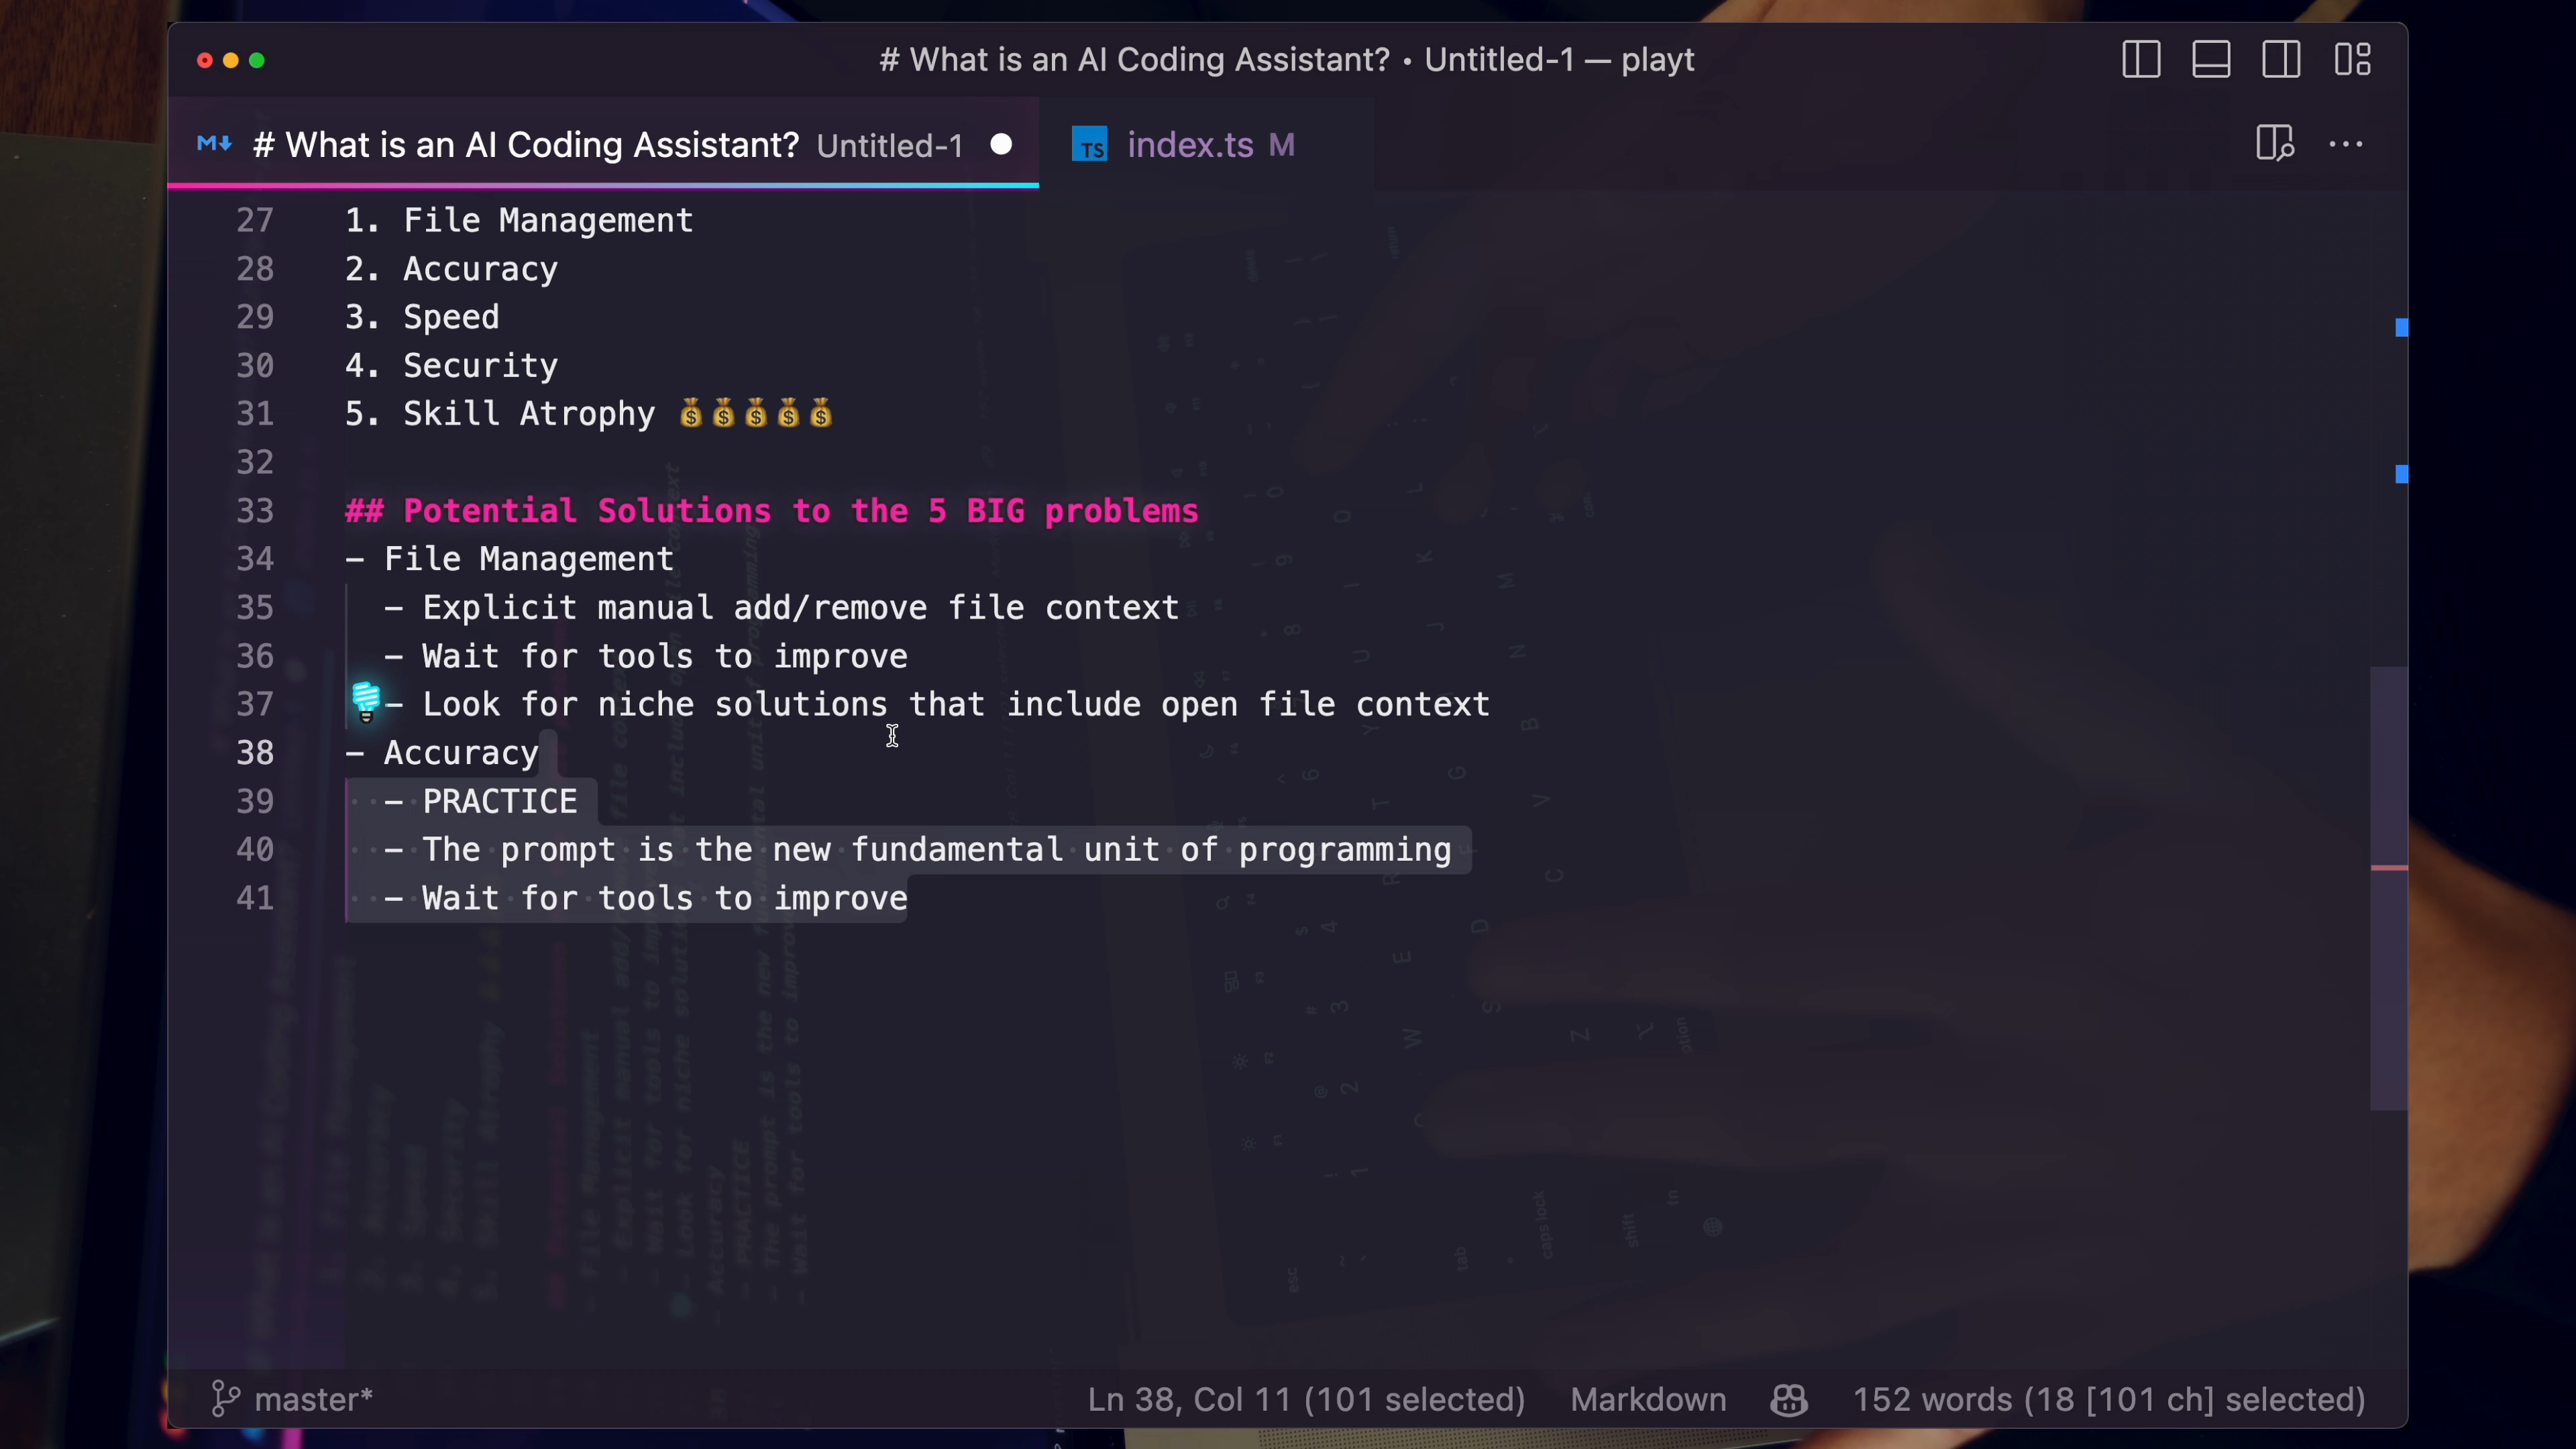 # What is an AI Coding Assistant? • Untitled-1 — playt
# What is an AI Coding Assistant? Untitled-1
TS index.ts M
27 1. File Management
28 2. Accuracy
29 3. Speed
30 4. Security
31 5. Skill Atrophy 💰💰💰💰💰
32
33 ## Potential Solutions to the 5 BIG problems
34 - File Management
35 - Explicit manual add/remove file context
36 - Wait for tools to improve
37 - Look for niche solutions that include open file context
38 - Accuracy
39 - PRACTICE
40 - The prompt is the new fundamental unit of programming
41 - Wait for tools to improve
master* Ln 38, Col 11 (101 selected) Markdown 152 words (18 [101 ch] selected)